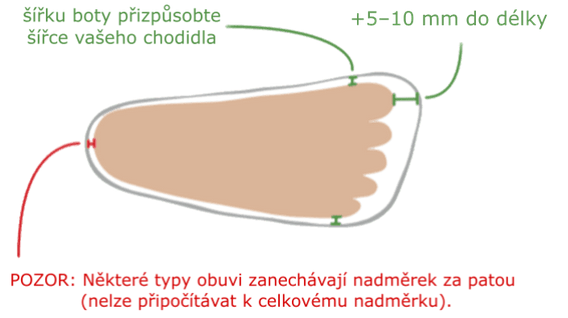 šířku boty přizpůsobte
šířce vašeho chodidla
+5–10 mm do délky
POZOR: Některé typy obuvi zanechávají nadměrek za patou
(nelze připočítávat k celkovému nadměrku).